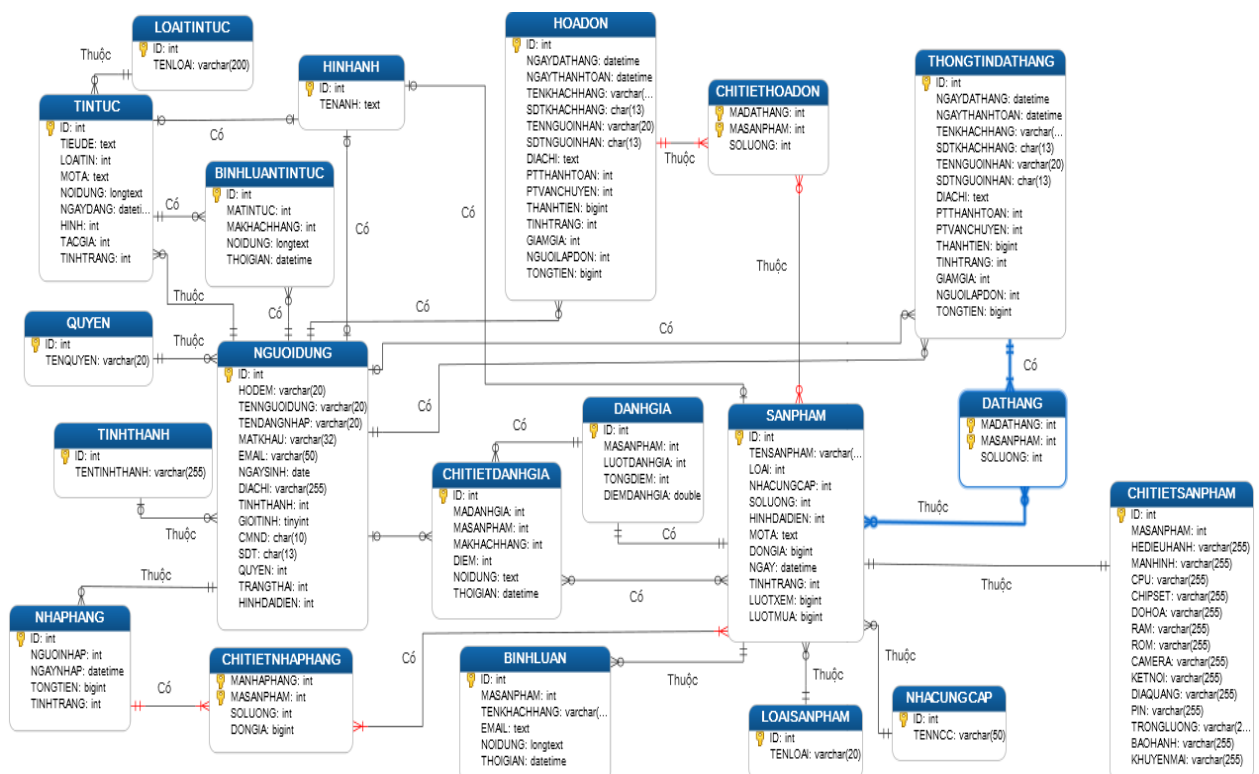 LOAITINTUC
ID: int
TENLOAI: varchar(200)
Thuộc
TINTUC
ID: int
TIEUDE: text
LOAITIN: int
MOTA: text
NOIDUNG: longtext
NGAYDANG: dateti...
HINH: int
TACGIA: int
TINHTRANG: int
HINHANH
ID: int
TENANH: text
Có
BINHLUANTINTUC
ID: int
MATINTUC: int
MAKHACHHANG: int
NOIDUNG: longtext
THOIGIAN: datetime
Có
Có
Có
Có
Thuộc
HOADON
ID: int
NGAYDATHANG: datetime
NGAYTHANHTOAN: datetime
TENKHACHHANG: varchar(...
SDTKHACHHANG: char(13)
TENNGUOINHAN: varchar(20)
SDTNGUOINHAN: char(13)
DIACHI: text
PTTHANHTOAN: int
PTVANCHUYEN: int
THANHTIEN: bigint
TINHTRANG: int
GIAMGIA: int
NGUOILAPDON: int
TONGTIEN: bigint
Có
Thuộc
CHITIETHOADON
MADATHANG: int
MASANPHAM: int
SOLUONG: int
Thuộc
THONGTINDATHANG
ID: int
NGAYDATHANG: datetime
NGAYTHANHTOAN: datetime
TENKHACHHANG: varchar(...
SDTKHACHHANG: char(13)
TENNGUOINHAN: varchar(20)
SDTNGUOINHAN: char(13)
DIACHI: text
PTTHANHTOAN: int
PTVANCHUYEN: int
THANHTIEN: bigint
TINHTRANG: int
GIAMGIA: int
NGUOILAPDON: int
TONGTIEN: bigint
Có
Có
Có
QUYEN
ID: int
TENQUYEN: varchar(20)
Thuộc
NGUOIDUNG
ID: int
HODEM: varchar(20)
TENNGUOIDUNG: varchar(20)
TENDANGNHAP: varchar(20)
MATKHAU: varchar(32)
EMAIL: varchar(50)
NGAYSINH: date
DIACHI: varchar(255)
TINHTHANH: int
GIOITINH: tinyint
CMND: char(10)
SDT: char(13)
QUYEN: int
TRANGTHAI: int
HINHDAIDIEN: int
TINHTHANH
ID: int
TENTINHTHANH: varchar(255)
Thuộc
DANHGIA
ID: int
MASANPHAM: int
LUOTDANHGIA: int
TONGDIEM: int
DIEMDANHGIA: double
Có
CHITIETDANHGIA
ID: int
MADANHGIA: int
MASANPHAM: int
MAKHACHHANG: int
DIEM: int
NOIDUNG: text
THOIGIAN: datetime
Có
Có
SANPHAM
ID: int
TENSANPHAM: varchar(...
LOAI: int
NHACUNGCAP: int
SOLUONG: int
HINHDAIDIEN: int
MOTA: text
DONGIA: bigint
NGAY: datetime
TINHTRANG: int
LUOTXEM: bigint
LUOTMUA: bigint
DATHANG
MADATHANG: int
MASANPHAM: int
SOLUONG: int
Thuộc
CHITIETSANPHAM
ID: int
MASANPHAM: int
HEDIEUHANH: varchar(255)
MANHINH: varchar(255)
CPU: varchar(255)
CHIPSET: varchar(255)
DOHOA: varchar(255)
RAM: varchar(255)
ROM: varchar(255)
CAMERA: varchar(255)
KETNOI: varchar(255)
DIAQUANG: varchar(255)
PIN: varchar(255)
TRONGLUONG: varchar(2...
BAOHANH: varchar(255)
KHUYENMAI: varchar(255)
Thuộc
NHAPHANG
ID: int
NGUOINHAP: int
NGAYNHAP: datetime
TONGTIEN: bigint
TINHTRANG: int
Thuộc
Có
CHITIETNHAPHANG
MANHAPHANG: int
MASANPHAM: int
SOLUONG: int
DONGIA: bigint
Có
BINHLUAN
ID: int
MASANPHAM: int
TENKHACHHANG: varchar(...
EMAIL: text
NOIDUNG: longtext
THOIGIAN: datetime
Thuộc
Thuộc
LOAISANPHAM
ID: int
TENLOAI: varchar(20)
Thuộc
NHACUNGCAP
ID: int
TENNCC: varchar(50)